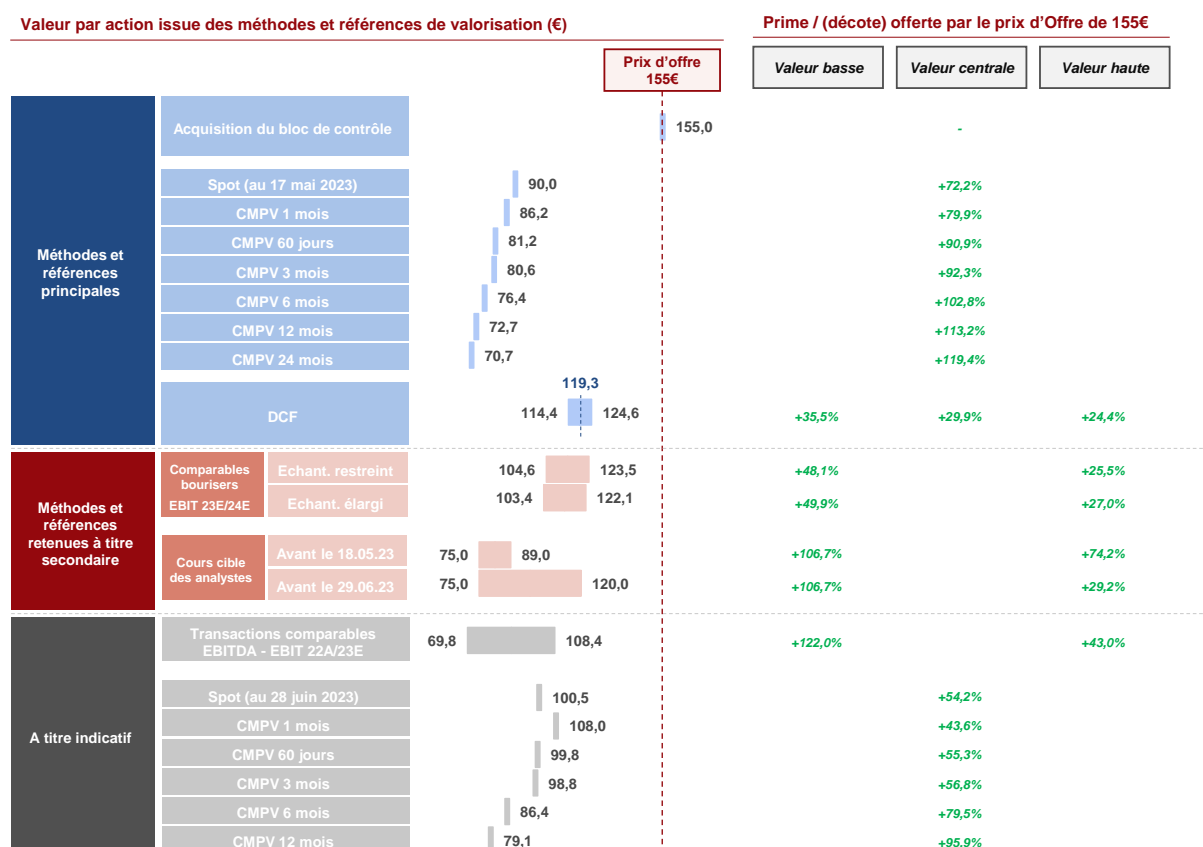 Valeur par action issue des méthodes et références de valorisation (€)
Prime / (décote) offerte par le prix d’Offre de 155€
Prix d’offre
155€
Valeur basse
Valeur centrale
Valeur haute
Méthodes et
références
principales
Acquisition du bloc de contrôle
155,0
-
Spot (au 17 mai 2023)
90,0
+72,2%
CMPV 1 mois
86,2
+79,9%
CMPV 60 jours
81,2
+90,9%
CMPV 3 mois
80,6
+92,3%
CMPV 6 mois
76,4
+102,8%
CMPV 12 mois
72,7
+113,2%
CMPV 24 mois
70,7
+119,4%
DCF
119,3
114,4
124,6
+35,5%
+29,9%
+24,4%
Méthodes et
références
retenues à titre
secondaire
Comparables
bourisers
EBIT 23E/24E
Echant. restreint
104,6
123,5
+48,1%
+25,5%
Echant. élargi
103,4
122,1
+49,9%
+27,0%
Cours cible
des analystes
Avant le 18.05.23
75,0
89,0
+106,7%
+74,2%
Avant le 29.06.23
75,0
120,0
+106,7%
+29,2%
A titre indicatif
Transactions comparables
EBITDA - EBIT 22A/23E
69,8
108,4
+122,0%
+43,0%
Spot (au 28 juin 2023)
100,5
+54,2%
CMPV 1 mois
108,0
+43,6%
CMPV 60 jours
99,8
+55,3%
CMPV 3 mois
98,8
+56,8%
CMPV 6 mois
86,4
+79,5%
CMPV 12 mois
79,1
+95,9%